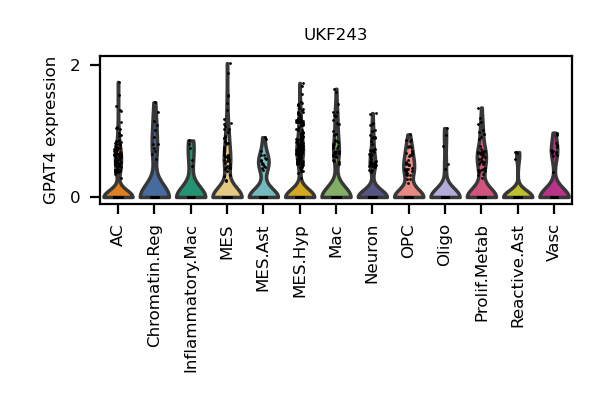 UKF243
GPAT4 expression
2
0
AC
Chromatin.Reg
Inflammatory.Mac
MES
MES.Ast
MES.Hyp
Mac
Neuron
OPC
Oligo
Prolif.Metab
Reactive.Ast
Vasc